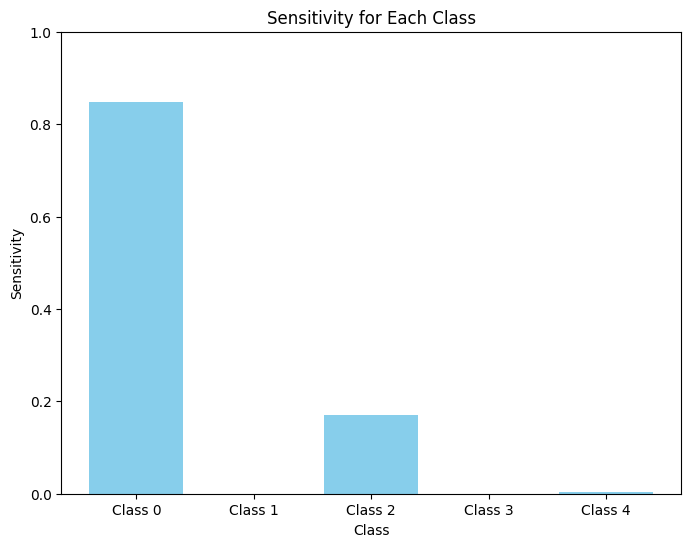 Sensitivity for Each Class
1.0
0.8
0.6
0.4
0.2
0.0
Sensitivity
Class 0
Class 1
Class 2
Class 3
Class 4
Class